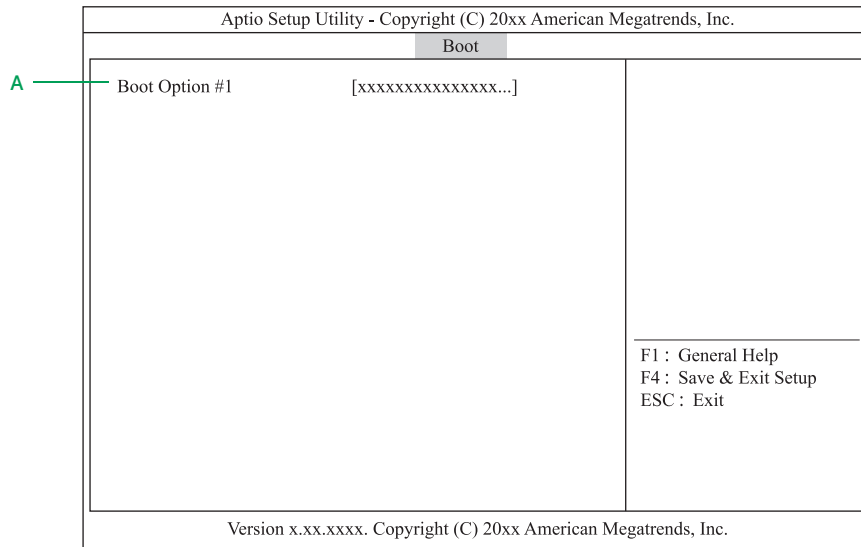 Aptio Setup Utility - Copyright (C) 20xx American Megatrends, Inc.
Boot
A
Boot Option #1 [xxxxxxxxxxxxxxx...]
F1 : General Help
F4 : Save & Exit Setup
ESC : Exit
Version x.xx.xxxx. Copyright (C) 20xx American Megatrends, Inc.